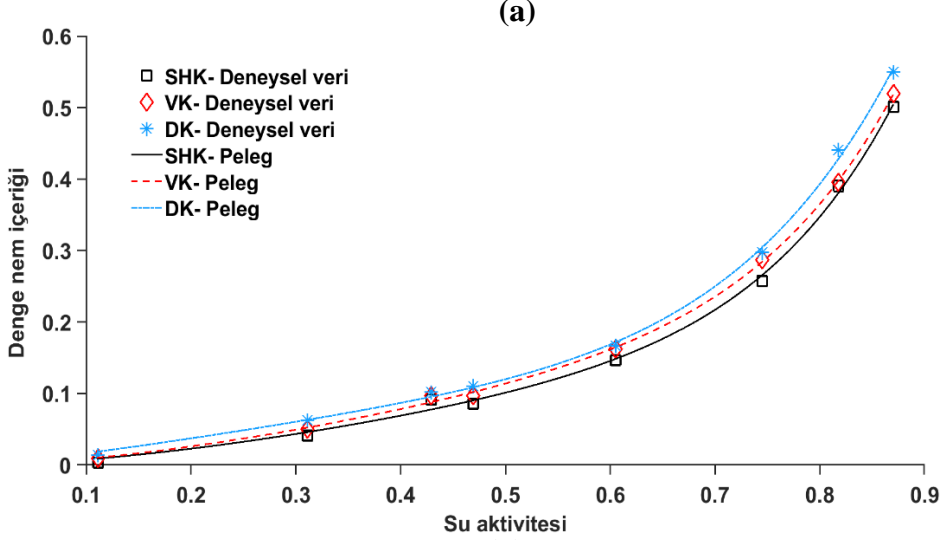 (a)
0.6
0.5
0.4
0.3
0.2
0.1
0
Denge nem içeriği
SHK- Deneysel veri
VK- Deneysel veri
DK- Deneysel veri
SHK- Peleg
VK- Peleg
DK- Peleg
0.1 0.2 0.3 0.4 0.5 0.6 0.7 0.8 0.9
Su aktivitesi